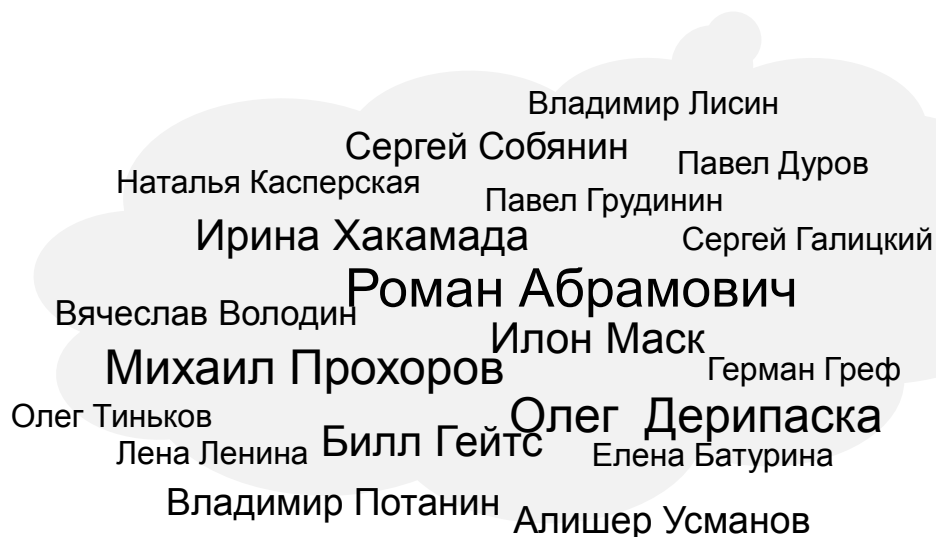 Владимир Лисин
Сергей Собянин
Павел Дуров
Наталья Касперская
Павел Грудинин
Ирина Хакамада
Сергей Галицкий
Роман Абрамович
Вячеслав Володин
Илон Маск
Михаил Прохоров
Герман Греф
Олег Тиньков
Олег Дерипаска
Билл Гейтс
Лена Ленина
Елена Батурина
Владимир Потанин
Алишер Усманов